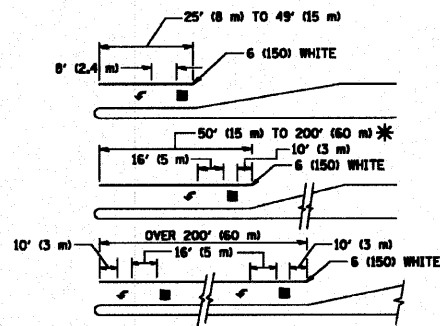 25' (8 m) TO 49' (15 m)
6 (150) WHITE
8' (2.4 m)
50' (15 m) TO 200' (60 m) *
16' (5 m)
10' (3 m)
6 (150) WHITE
OVER 200' (60 m)
10' (3 m)
16' (5 m)
10' (3 m)
6 (150) WHITE